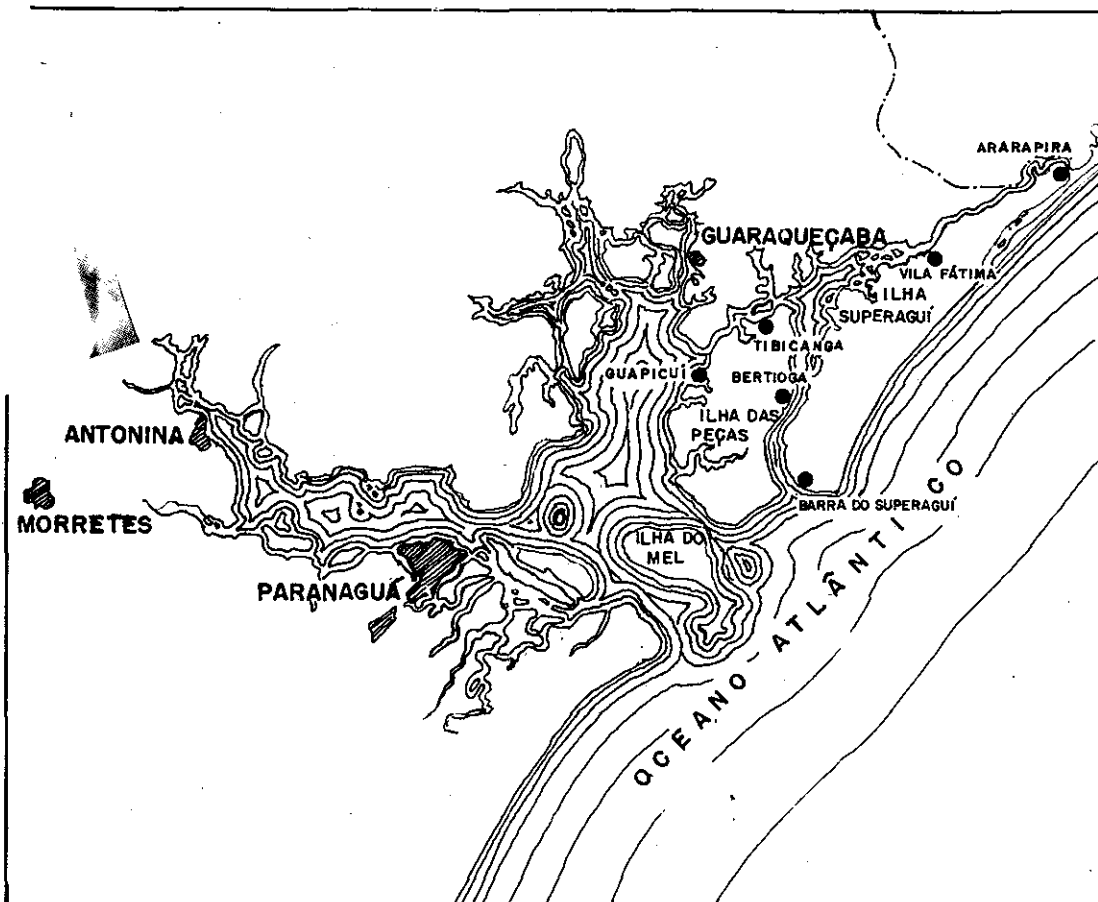 ARARAPIRA
GUARAQUEÇABA
VILA FÁTIMA
ILHA
SUPERAGUÍ
TIBICANGA
GUAPICUÍ
BERTIOGA
ILHA DAS
PEÇAS
ANTONINA
MORRETES
BARRA DO SUPERAGUÍ
ILHA DO
MEL
PARANAGUÁ
OCEANO-ATLÂNTICO